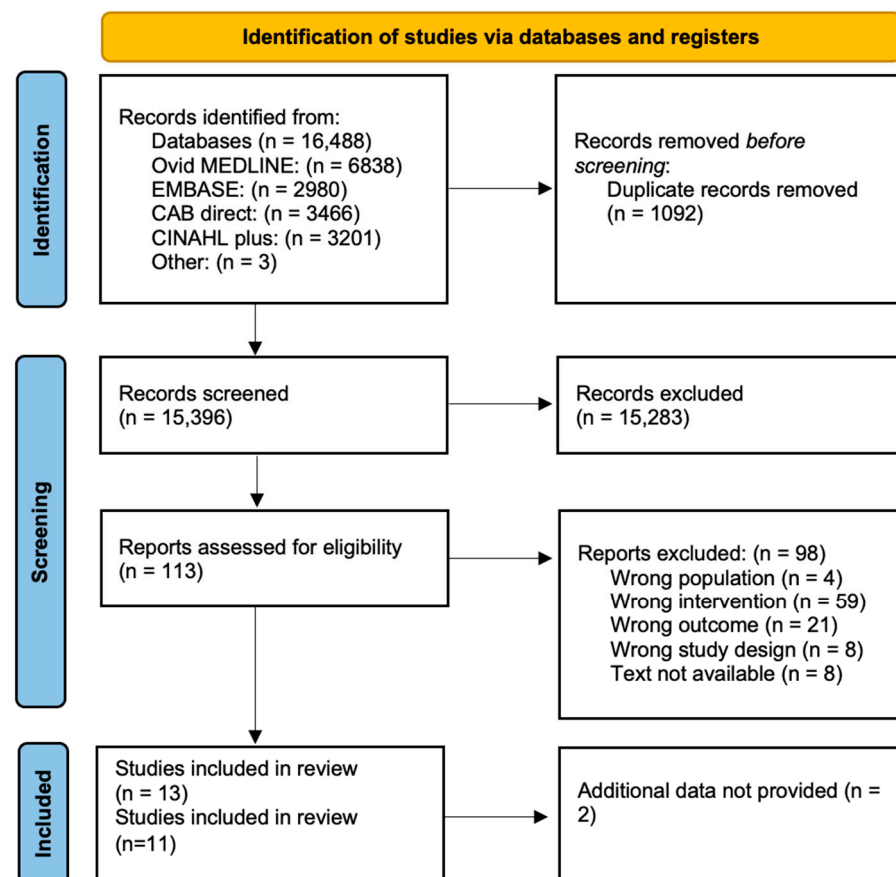 Identification of studies via databases and registers
Identification
Records identified from:
Databases (n = 16,488)
Ovid MEDLINE: (n = 6838)
EMBASE: (n = 2980)
CAB direct: (n = 3466)
CINAHL plus: (n = 3201)
Other: (n = 3)
Records removed before
screening:
Duplicate records removed
(n = 1092)
Screening
Records screened
(n = 15,396)
Records excluded
(n = 15,283)
Reports assessed for eligibility
(n = 113)
Reports excluded: (n = 98)
Wrong population (n = 4)
Wrong intervention (n = 59)
Wrong outcome (n = 21)
Wrong study design (n = 8)
Text not available (n = 8)
Included
Studies included in review
(n = 13)
Studies included in review
(n=11)
Additional data not provided (n =
2)